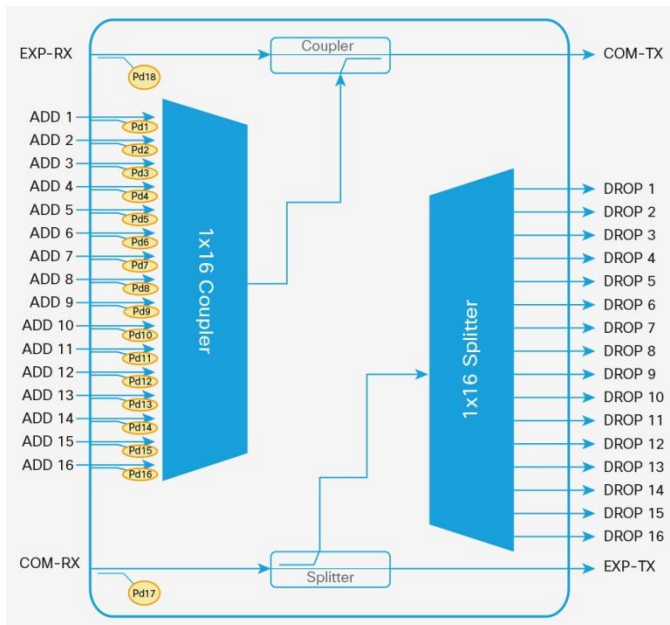 EXP-RX
Coupler
COM-TX
Pd18
ADD 1
Pd1
ADD 2
Pd2
ADD 3
Pd3
ADD 4
Pd4
ADD 5
Pd5
ADD 6
Pd6
ADD 7
Pd7
ADD 8
Pd8
ADD 9
Pd9
ADD 10
Pd10
ADD 11
Pd11
ADD 12
Pd12
ADD 13
Pd13
ADD 14
Pd14
ADD 15
Pd15
ADD 16
Pd16
1x16 Coupler
1x16 Splitter
DROP 1
DROP 2
DROP 3
DROP 4
DROP 5
DROP 6
DROP 7
DROP 8
DROP 9
DROP 10
DROP 11
DROP 12
DROP 13
DROP 14
DROP 15
DROP 16
COM-RX
Splitter
EXP-TX
Pd17